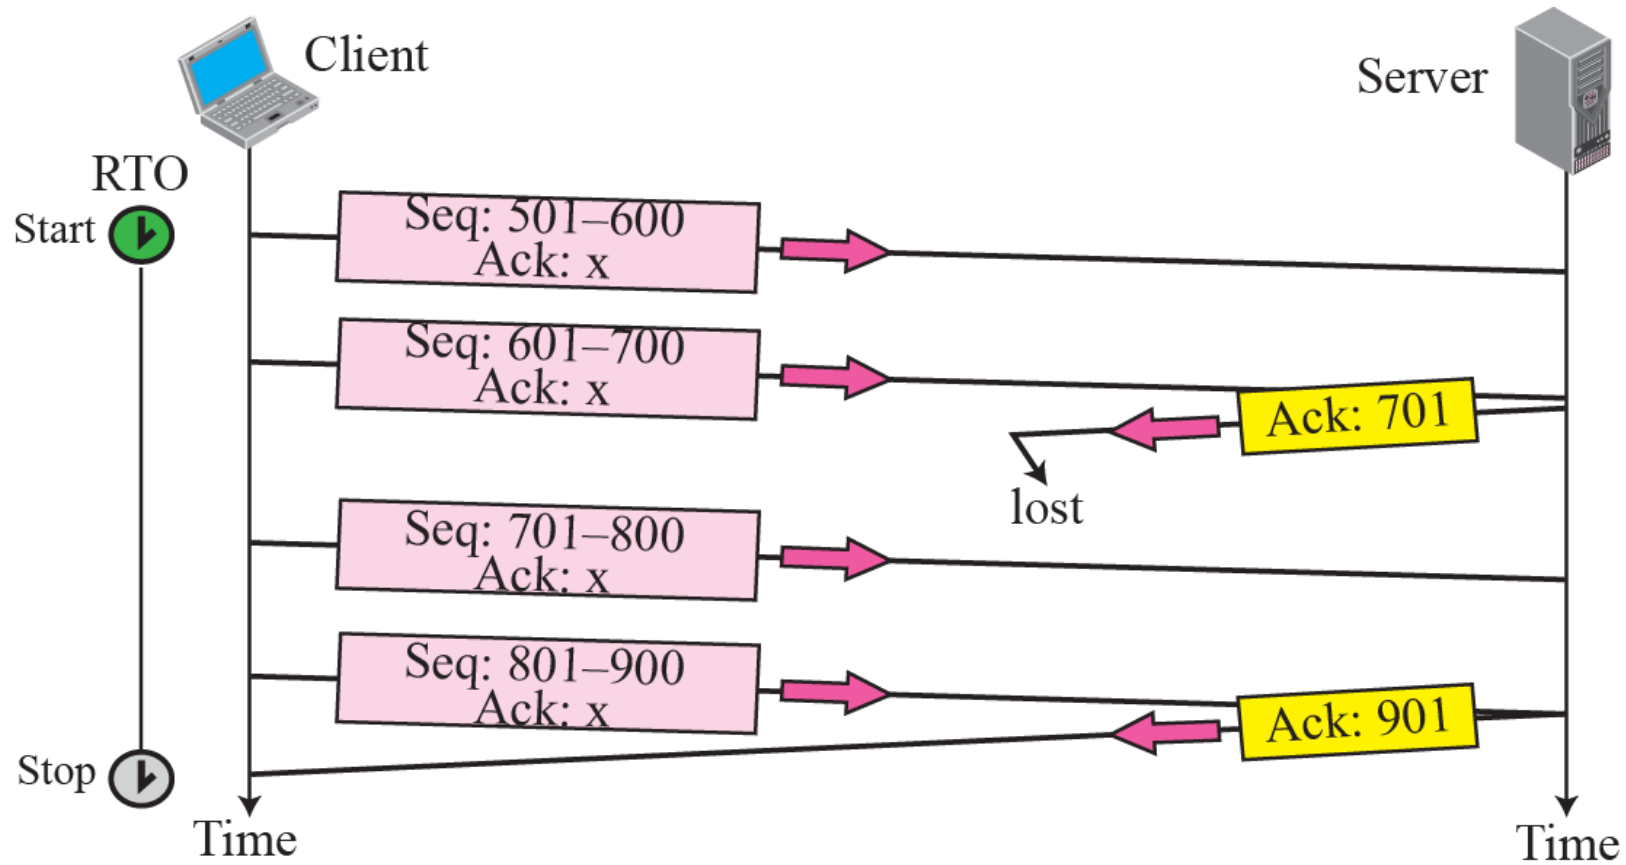 Client
Server
RTO
Start
Seq: 501–600
Ack: x
Seq: 601–700
Ack: x
Ack: 701
lost
Seq: 701–800
Ack: x
Seq: 801–900
Ack: x
Ack: 901
Stop
Time
Time